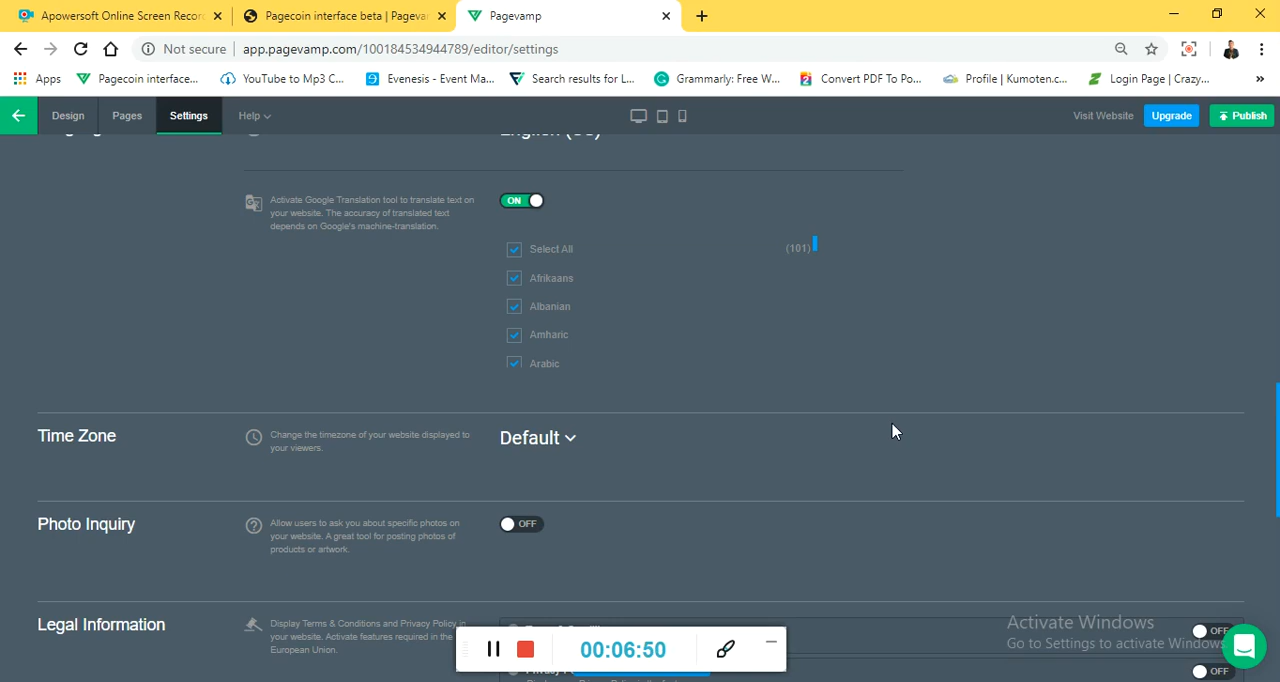 Apowersoft Online Screen Recor
Pagecoin interface beta | Pageva
Pagevamp
Not secure
app.pagevamp.com/100184534944789/editor/settings
Apps
Pagecoin interface...
YouTube to Mp3 C...
Evenesis - Event Ma...
Search results for L...
Grammarly: Free W...
Convert PDF To Po...
Profile | Kumoten.c...
Login Page | Crazy...
»
Design
Pages
Settings
Help
Visit Website
Upgrade
Publish
Activate Google Translation tool to translate text on
your website. The accuracy of translated text
depends on Google's machine-translation.
ON
Select All
(101)
Afrikaans
Albanian
Amharic
Arabic
Time Zone
Change the timezone of your website displayed to
your viewers.
Default
Photo Inquiry
Allow users to ask you about specific photos on
your website. A great tool for posting photos of
products or artwork.
OFF
Legal Information
Display Terms & Conditions and Privacy Policy in
your website. Activate features required in the
European Union.
OFF
OFF
00:06:50
Activate Windows
Go to Settings to activate Windows